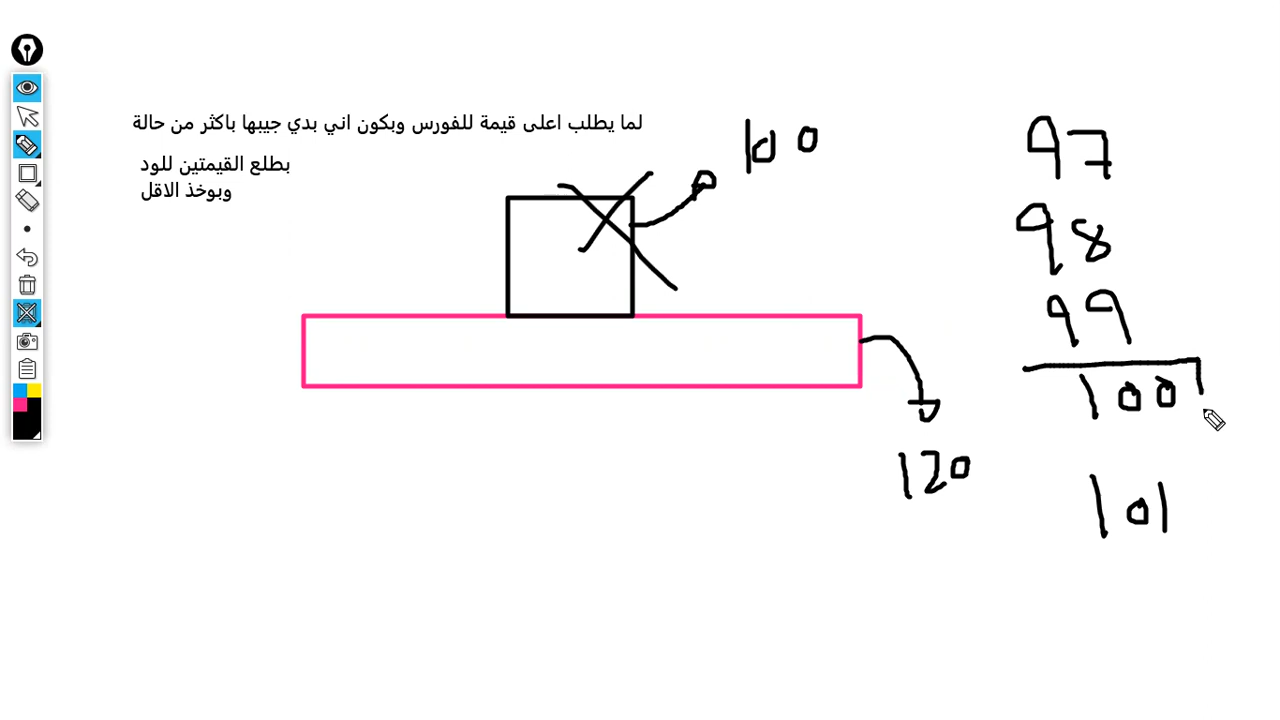 لما يطلب اعلى قيمة للفورس وبكون اني بدي جيبها باكثر من حالة
بطلع القيمتين للود
وبوخذ الاقل
100
120
97
98
99
100
101